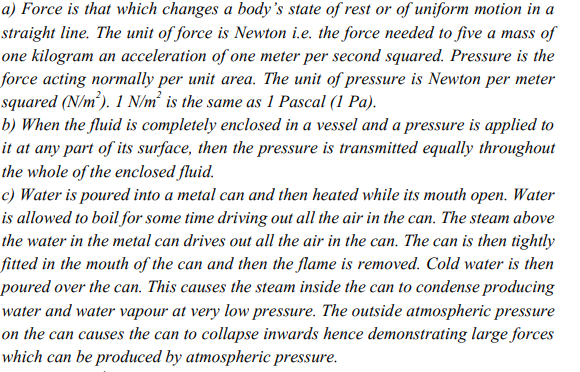 a) Force is that which changes a body's state of rest or of uniform motion in a
straight line. The unit of force is Newton i.e. the force needed to five a mass of
one kilogram an acceleration of one meter per second squared. Pressure is the
force acting normally per unit area. The unit of pressure is Newton per meter
squared (N/m²). 1 N/m² is the same as 1 Pascal (1 Pa).
b) When the fluid is completely enclosed in a vessel and a pressure is applied to
it at any part of its surface, then the pressure is transmitted equally throughout
the whole of the enclosed fluid.
c) Water is poured into a metal can and then heated while its mouth open. Water
is allowed to boil for some time driving out all the air in the can. The steam above
the water in the metal can drives out all the air in the can. The can is then tightly
fitted in the mouth of the can and then the flame is removed. Cold water is then
poured over the can. This causes the steam inside the can to condense producing
water and water vapour at very low pressure. The outside atmospheric pressure
on the can causes the can to collapse inwards hence demonstrating large forces
which can be produced by atmospheric pressure.